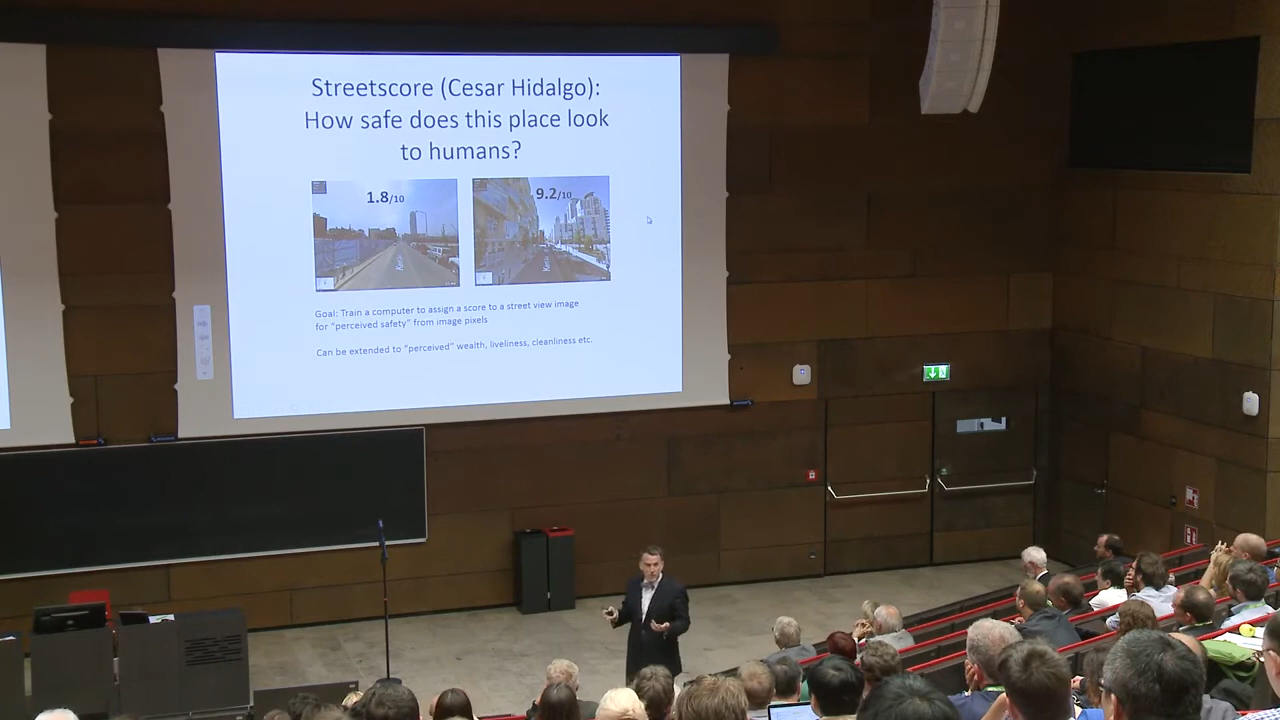 Streetscore (Cesar Hidalgo):
How safe does this place look
to humans?
1.8/10
9.2/10
Goal: Train a computer to assign a score to a street view image
for "perceived safety" from image pixels
Can be extended to "perceived" wealth, liveliness, cleanliness etc.